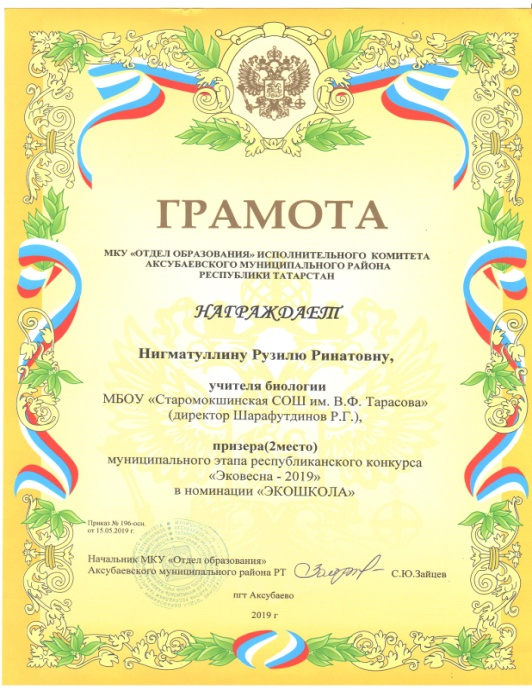 ГРАМОТА
МКУ «ОТДЕЛ ОБРАЗОВАНИЯ» ИСПОЛНИТЕЛЬНОГО КОМИТЕТА
АКСУБАЕВСКОГО МУНИЦИПАЛЬНОГО РАЙОНА
РЕСПУБЛИКИ ТАТАРСТАН
НАГРАЖДАЕТ
Нигматуллину Рузилю Ринатовну,
учителя биологии
МБОУ «Старомокшинская СОШ им. В.Ф. Тарасова»
(директор Шарафутдинов Р.Г.),
призера(2место)
муниципального этапа республиканского конкурса
«Эковесна - 2019»
в номинации «ЭКОШКОЛА»
Приказ № 196-осн.
от 15.05.2019 г.
Начальник МКУ «Отдел образования»
Аксубаевского муниципального района РТ С.Ю.Зайцев
пгт Аксубаево
2019 г